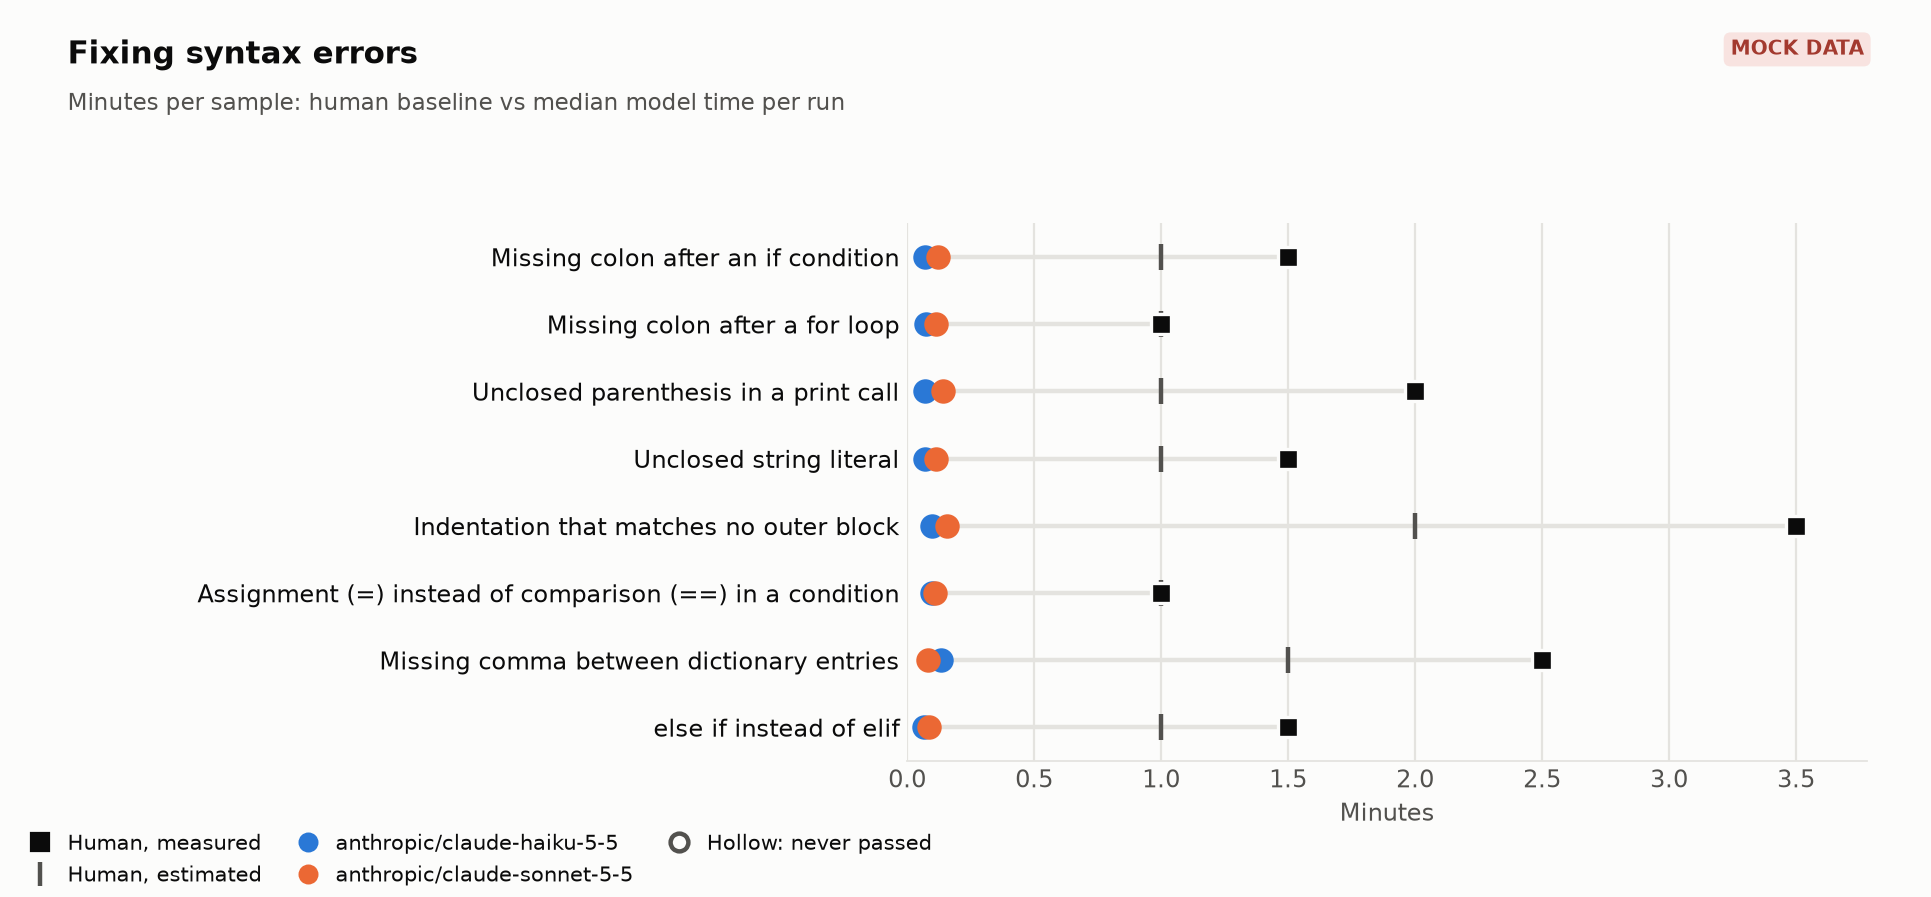 Fixing syntax errors
MOCK DATA
Minutes per sample: human baseline vs median model time per run
Missing colon after an if condition
Missing colon after a for loop
Unclosed parenthesis in a print call
Unclosed string literal
Indentation that matches no outer block
Assignment (=) instead of comparison (==) in a condition
Missing comma between dictionary entries
else if instead of elif
0.0 0.5 1.0 1.5 2.0 2.5 3.0 3.5
Minutes
Human, measured
Human, estimated
anthropic/claude-haiku-5-5
anthropic/claude-sonnet-5-5
Hollow: never passed